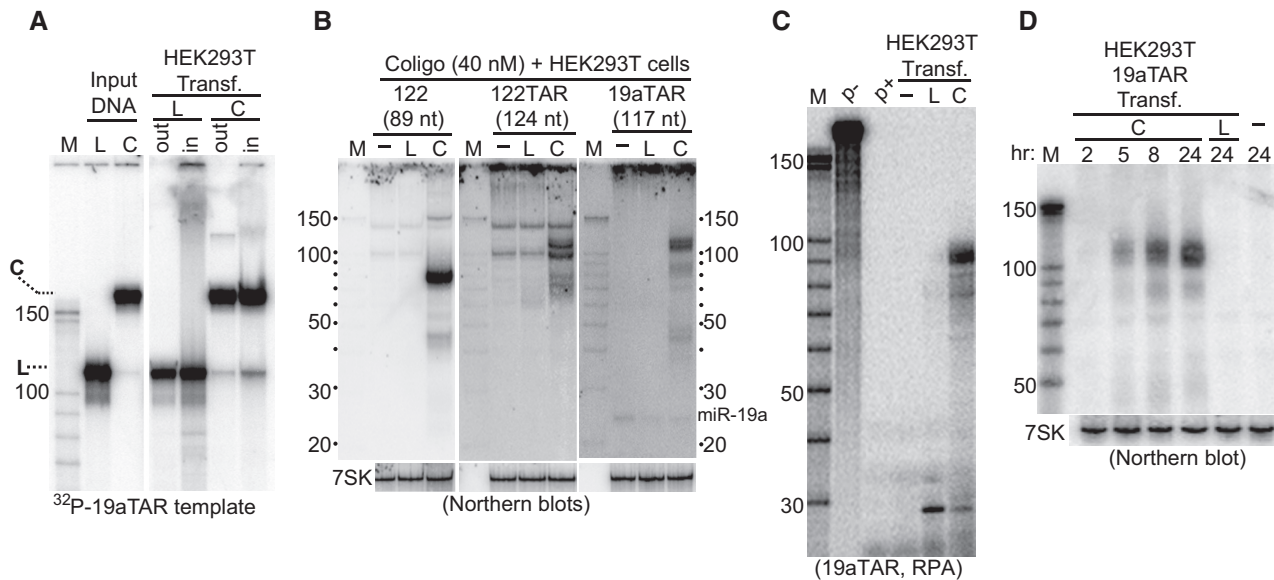 A
HEK293T
Transf.
Input
DNA
L C
out in out in
M L C
C
150
L
100
32P-19aTAR template
B
Coligo (40 nM) + HEK293T cells
122 122TAR 19aTAR
(89 nt) (124 nt) (117 nt)
M − L C M − L C M − L C
150 150
100 100
50 50
30 30
miR-19a
20 20
7SK
(Northern blots)
C
HEK293T
Transf.
M p- p+ − L C
150
100
50
30
(19aTAR, RPA)
D
HEK293T
19aTAR
Transf.
C L −
hr: M 2 5 8 24 24 24
150
100
50
7SK
(Northern blot)